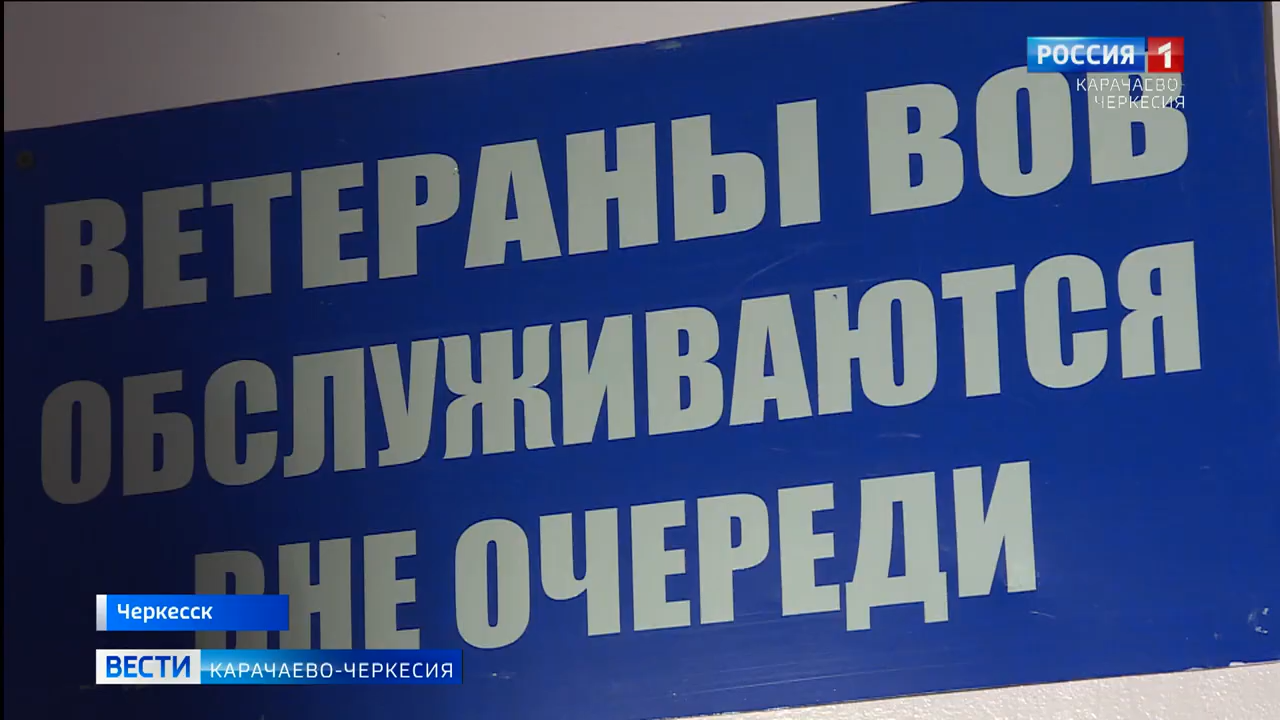 РОССИЯ 1
КАРАЧАЕВО
ЧЕРКЕСИЯ
ВЕТЕРАНЫ ВОВ
ОБСЛУЖИВАЮТСЯ
ВНЕ ОЧЕРЕДИ
Черкесск
ВЕСТИ КАРАЧАЕВО-ЧЕРКЕСИЯ